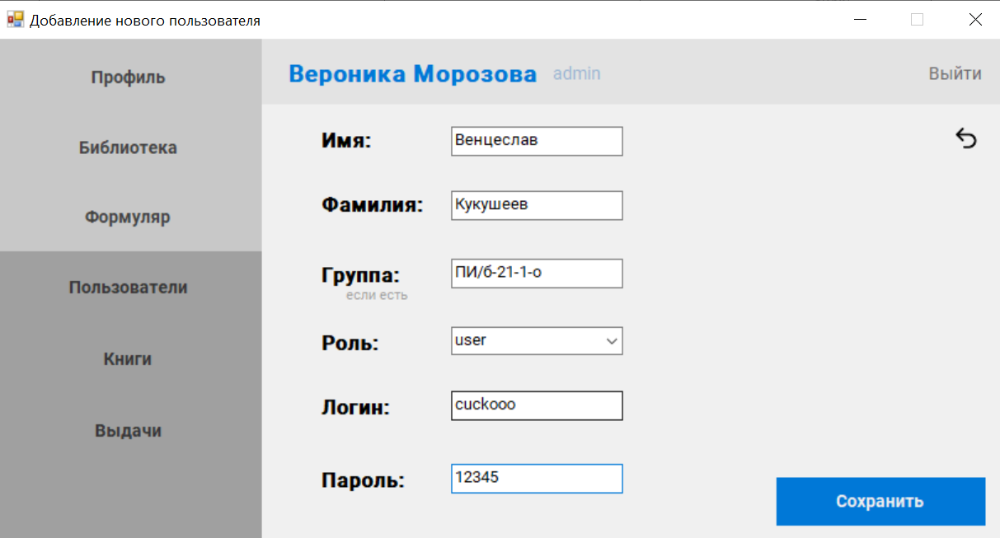 Добавление нового пользователя
Профиль
Библиотека
Формуляр
Пользователи
Книги
Выдачи
Вероника Морозова admin
Выйти
Имя: Венцеслав
Фамилия: Кукушеев
Группа: ПИ/б-21-1-о
если есть
Роль: user
Логин: cuckooo
Пароль: 12345
Сохранить